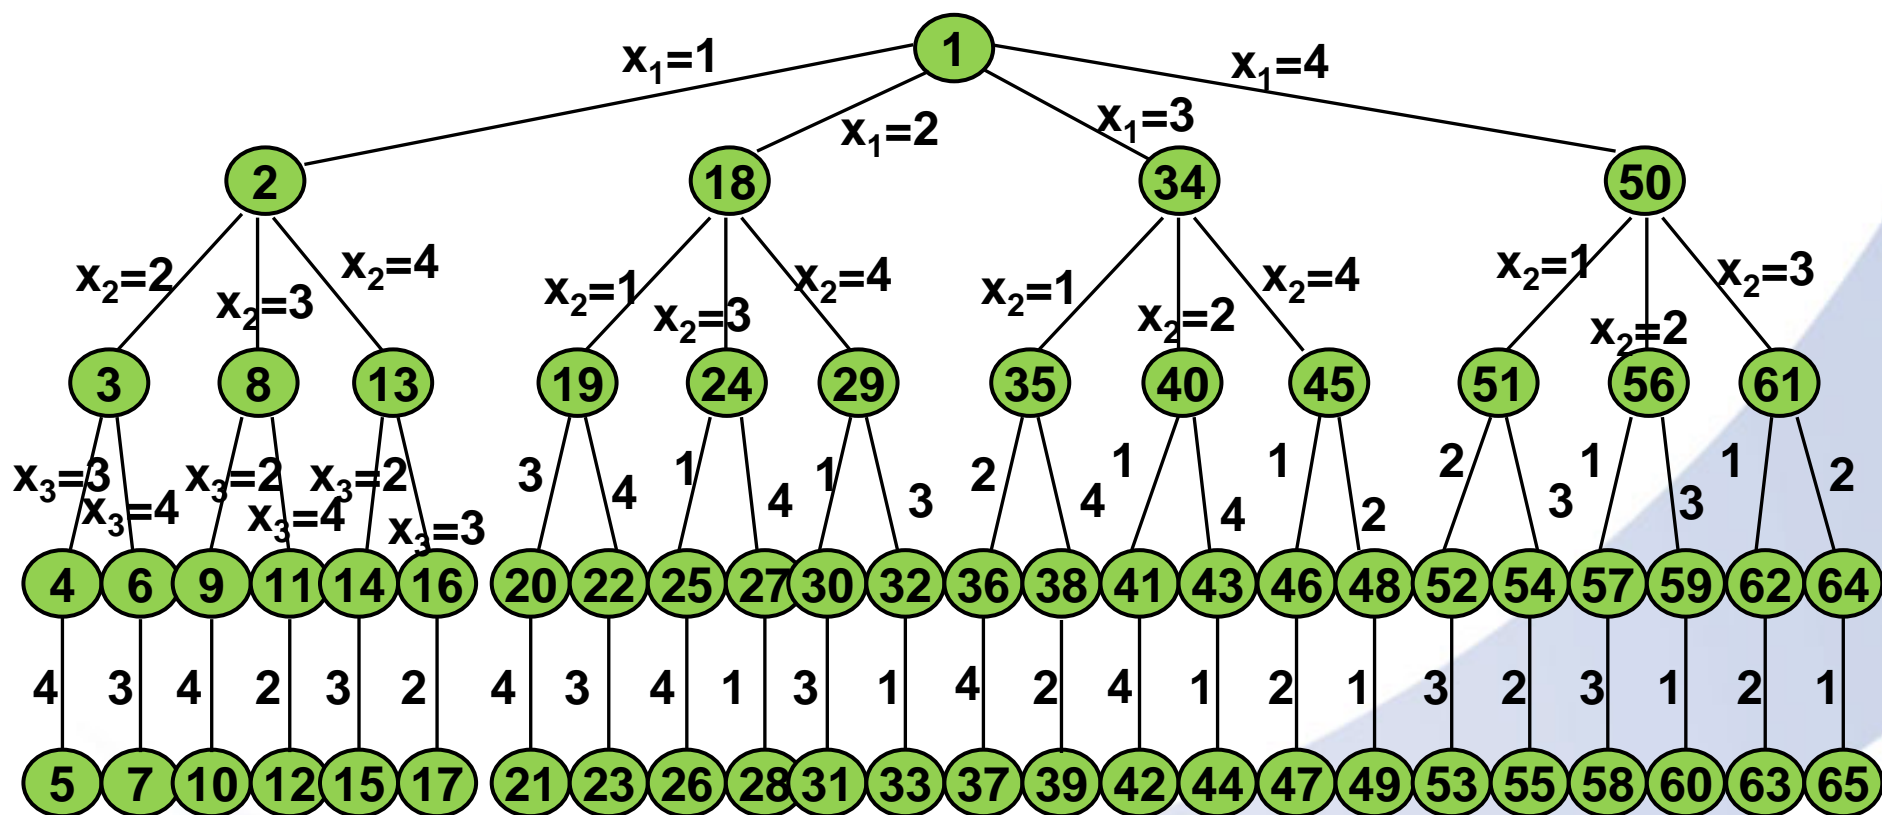 1
x₁=1 x₁=2 x₁=3 x₁=4
2 18 34 50
x₂=2 x₂=3 x₂=4 x₂=1 x₂=3 x₂=4 x₂=1 x₂=2 x₂=4 x₂=1 x₂=2 x₂=3
3 8 13 19 24 29 35 40 45 51 56 61
x₃=3 x₃=4 x₃=2 x₃=4 x₃=2 x₃=3 3 4 1 4 1 3 2 4 1 4 1 2 2 3 1 3 1 2
4 6 9 11 14 16 20 22 25 27 30 32 36 38 41 43 46 48 52 54 57 59 62 64
4 3 4 2 3 2 4 3 4 1 3 1 4 2 4 1 2 1 3 2 3 1 2 1
5 7 10 12 15 17 21 23 26 28 31 33 37 39 42 44 47 49 53 55 58 60 63 65